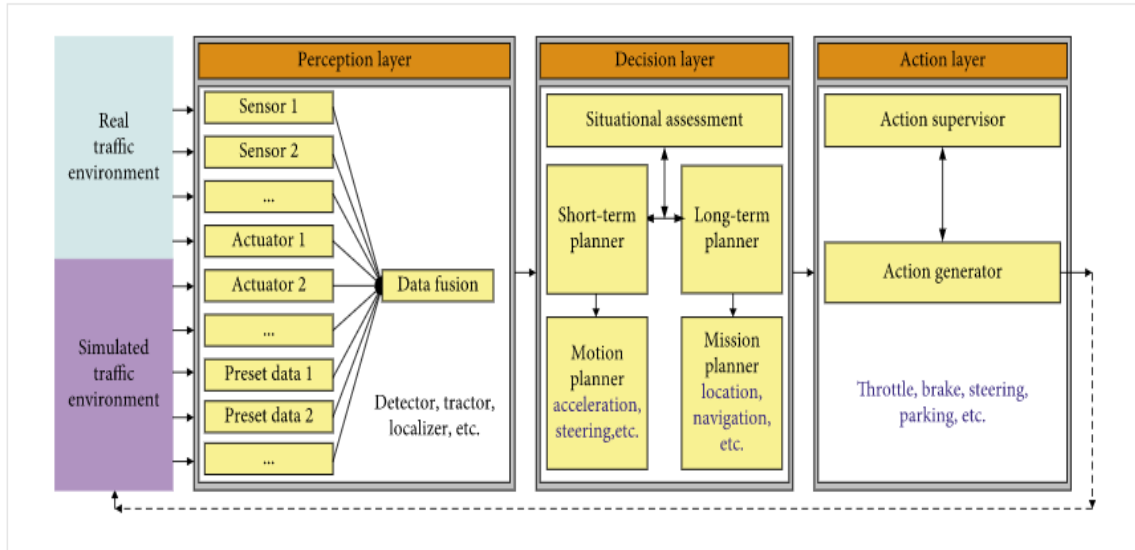 Real
traffic
environment
Simulated
traffic
environment
Perception layer
Sensor 1
Sensor 2
...
Actuator 1
Actuator 2
...
Preset data 1
Preset data 2
...
Data fusion
Detector, tractor,
localizer, etc.
Decision layer
Situational assessment
Short-term
planner
Long-term
planner
Motion
planner
acceleration,
steering,etc.
Mission
planner
location,
navigation,
etc.
Action layer
Action supervisor
Action generator
Throttle, brake, steering,
parking, etc.